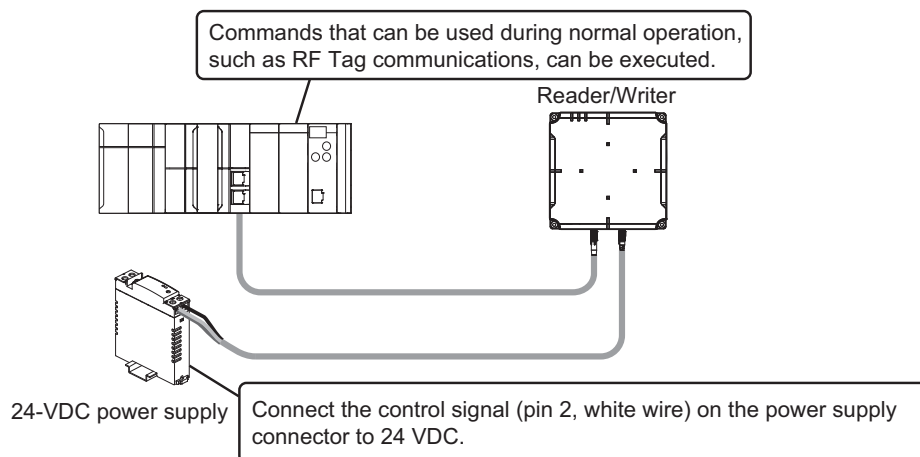 Commands that can be used during normal operation,
such as RF Tag communications, can be executed.
Reader/Writer
24-VDC power supply
Connect the control signal (pin 2, white wire) on the power supply
connector to 24 VDC.